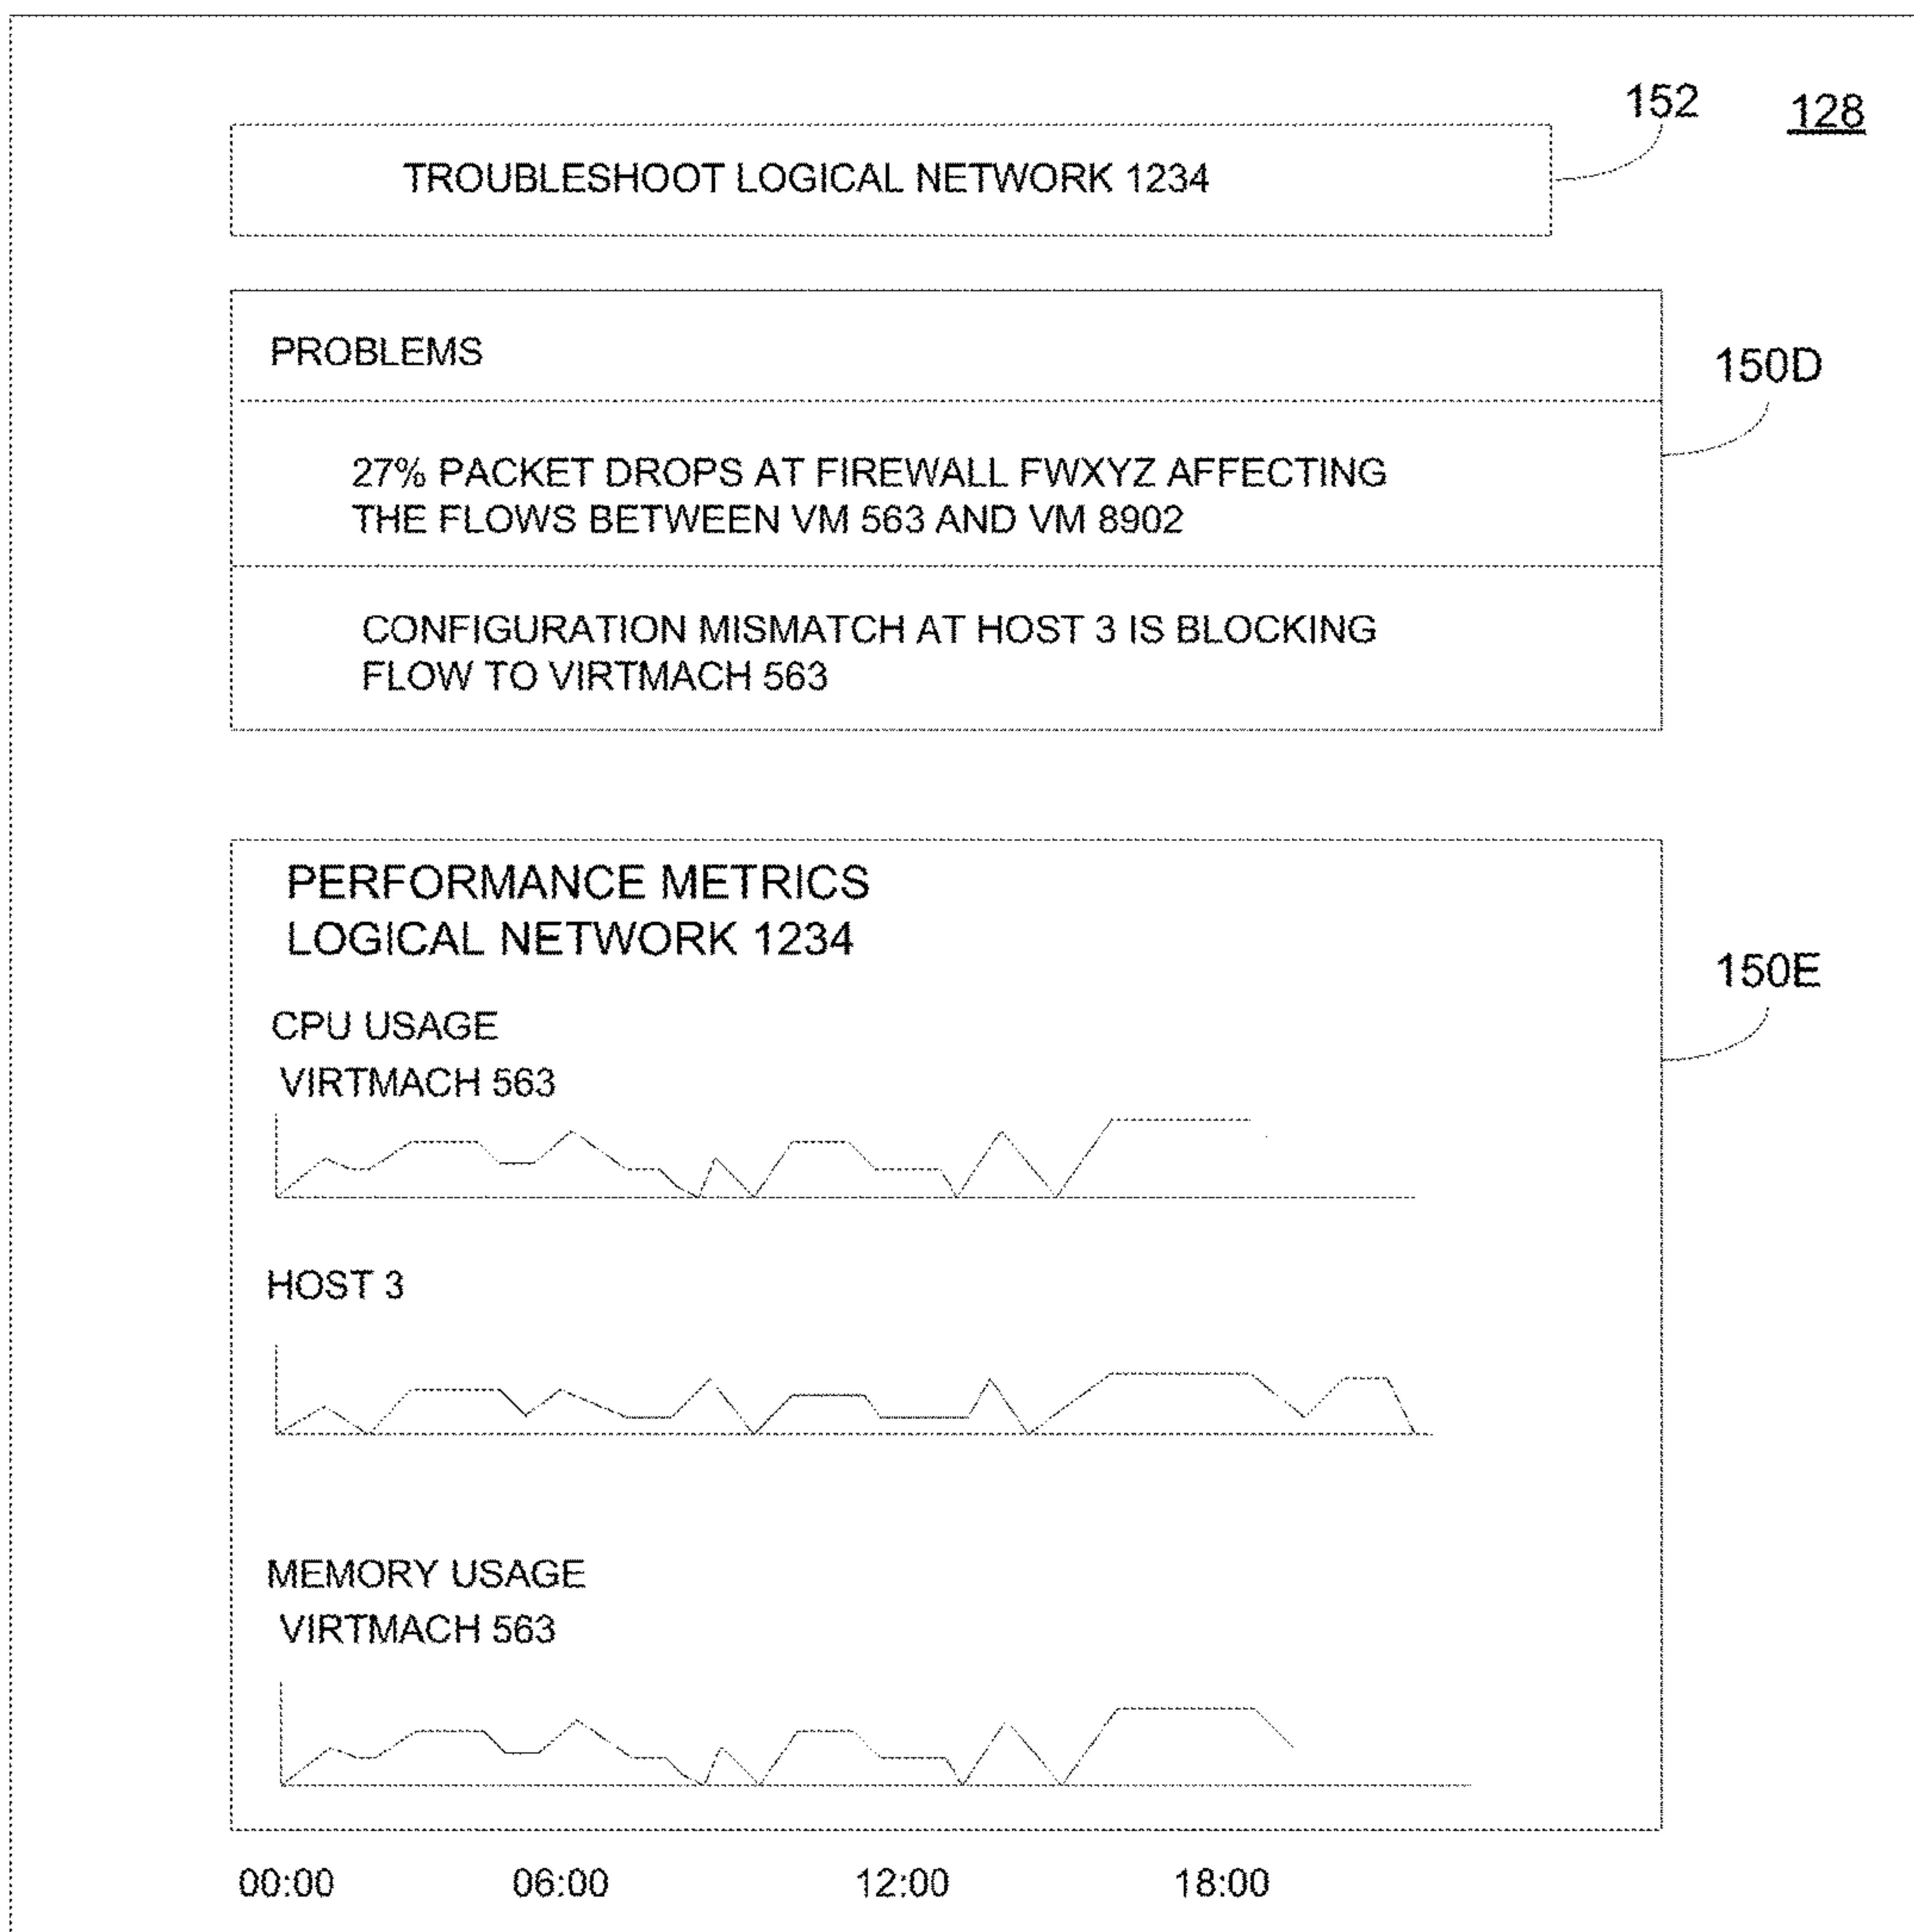 152
128
TROUBLESHOOT LOGICAL NETWORK 1234
PROBLEMS
150D
27% PACKET DROPS AT FIREWALL FWXYZ AFFECTING
THE FLOWS BETWEEN VM 563 AND VM 8902
CONFIGURATION MISMATCH AT HOST 3 IS BLOCKING
FLOW TO VIRTMACH 563
PERFORMANCE METRICS
LOGICAL NETWORK 1234
150E
CPU USAGE
VIRTMACH 563
HOST 3
MEMORY USAGE
VIRTMACH 563
00:00 06:00 12:00 18:00